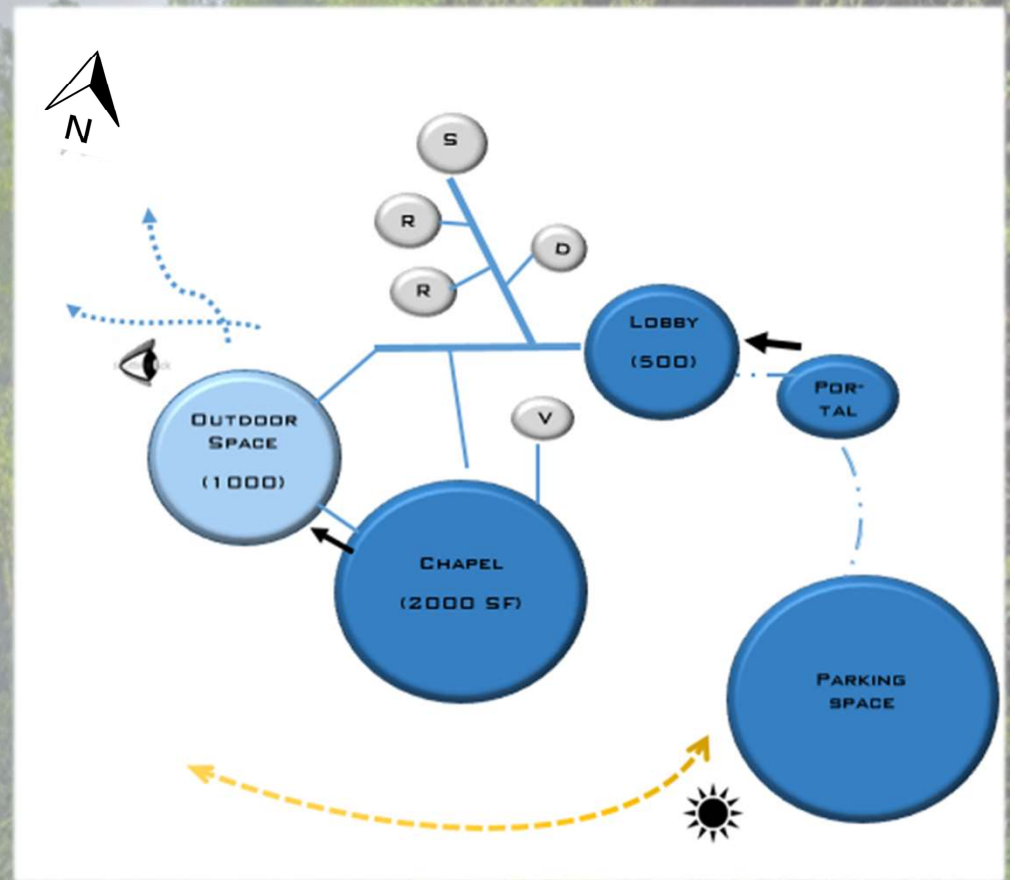 N
S
R
D
R
LOBBY
(500)
POR-
TAL
V
OUTDOOR
SPACE
(1000)
CHAPEL
(2000 SF)
PARKING
SPACE